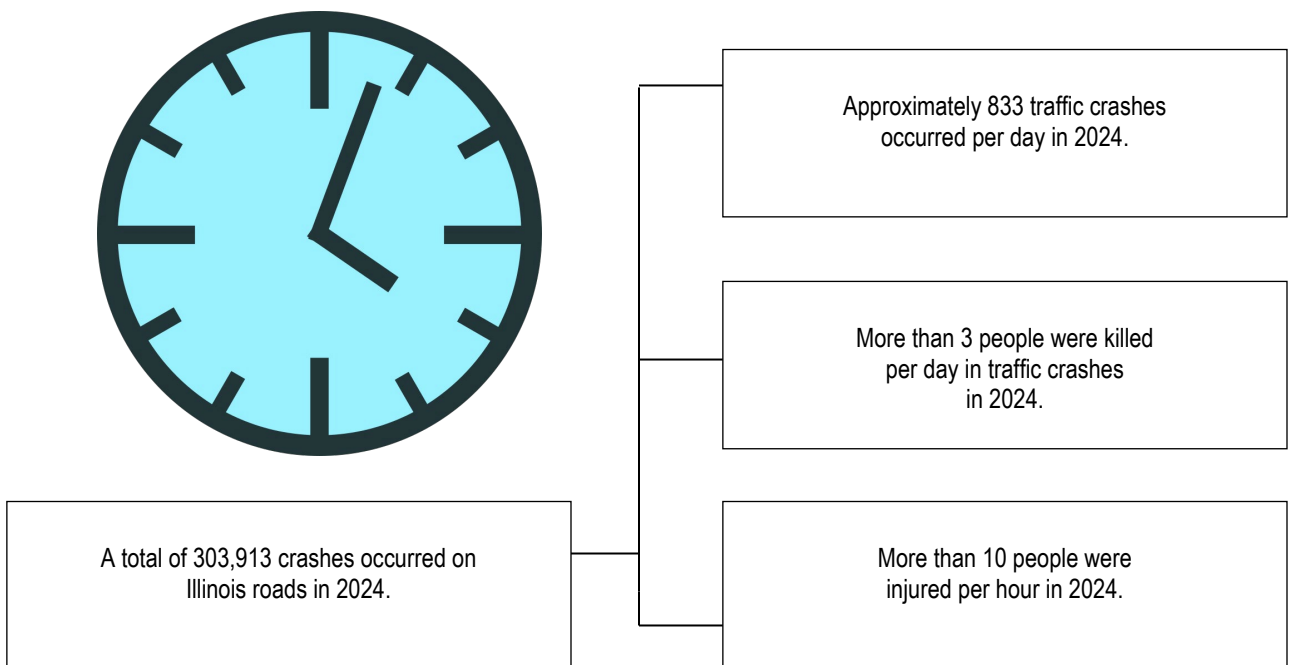 Approximately 833 traffic crashes
occurred per day in 2024.
More than 3 people were killed
per day in traffic crashes
in 2024.
A total of 303,913 crashes occurred on
Illinois roads in 2024.
More than 10 people were
injured per hour in 2024.